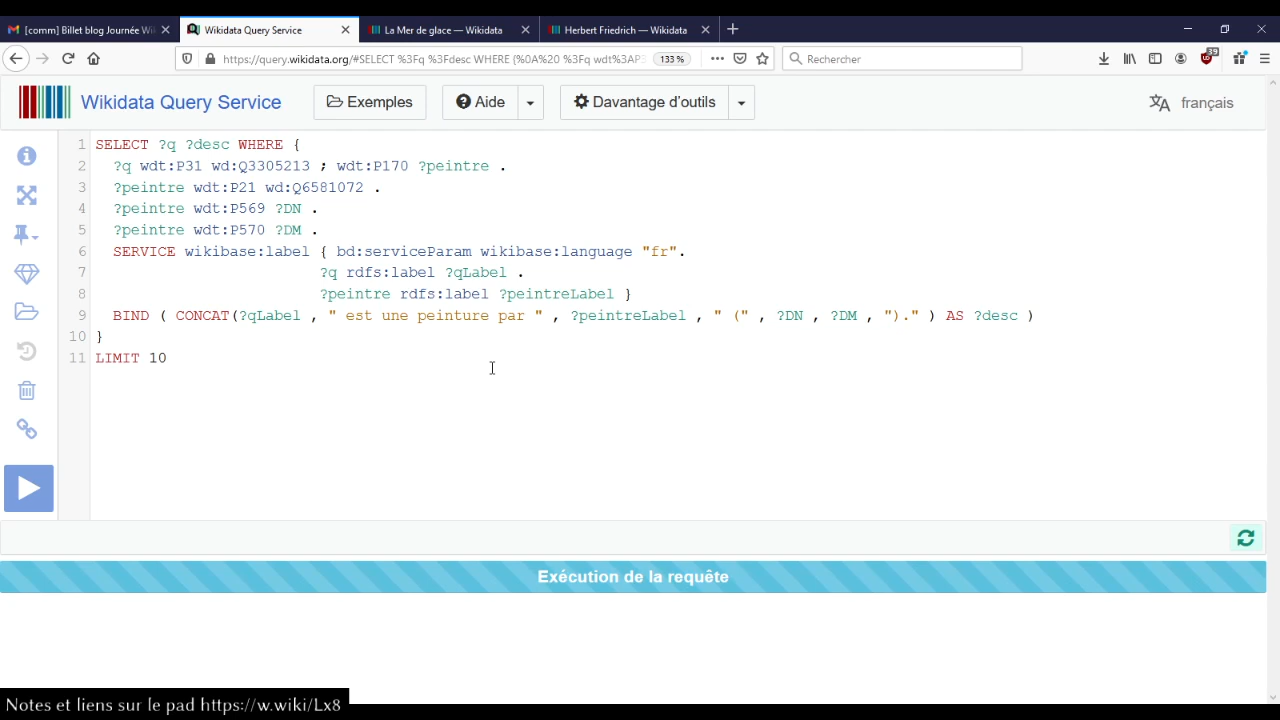 [comm] Billet blog Journée Wi
Wikidata Query Service
La Mer de glace — Wikidata
Herbert Friedrich — Wikidata
https://query.wikidata.org/#SELECT %3Fq %3Fdesc WHERE {%0A%20 %3Fq wdt%3AP3
133 %
Rechercher
39
Wikidata Query Service
Exemples
Aide
Davantage d'outils
français
1 SELECT ?q ?desc WHERE {
2 ?q wdt:P31 wd:Q3305213 ; wdt:P170 ?peintre .
3 ?peintre wdt:P21 wd:Q6581072 .
4 ?peintre wdt:P569 ?DN .
5 ?peintre wdt:P570 ?DM .
6 SERVICE wikibase:label { bd:serviceParam wikibase:language "fr".
7 ?q rdfs:label ?qLabel .
8 ?peintre rdfs:label ?peintreLabel }
9 BIND ( CONCAT(?qLabel , " est une peinture par " , ?peintreLabel , " (" , ?DN , ?DM , ")." ) AS ?desc )
10 }
11 LIMIT 10
Exécution de la requête
Notes et liens sur le pad https://w.wiki/Lx8